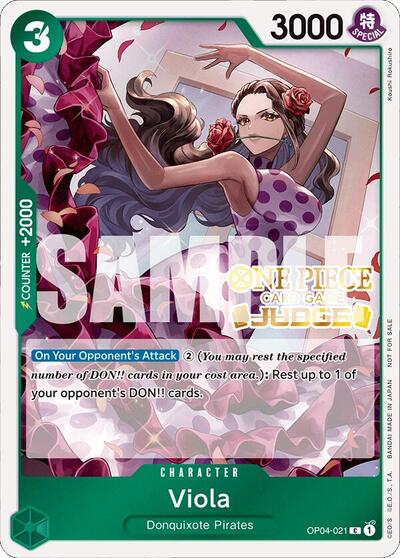 3
3000
特
SPECIAL
Koushi Rokushiro
COUNTER +2000
SAMPLE
ONE PIECE
CARD GAME
JUDGE
©E.O./S., T.A. BANDAI MADE IN JAPAN NOT FOR SALE
On Your Opponent's Attack ② (You may rest the specified
number of DON!! cards in your cost area.): Rest up to 1 of
your opponent's DON!! cards.
CHARACTER
Viola
Donquixote Pirates
OP04-021 C 1